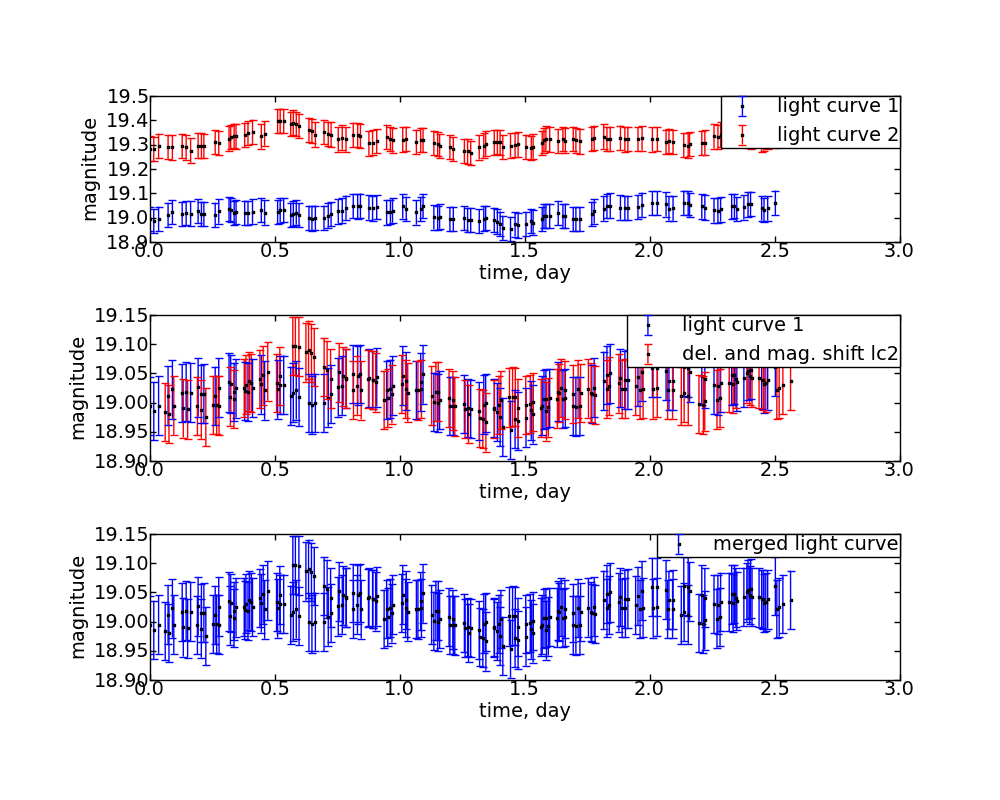 19.5
19.4
19.3
19.2
19.1
19.0
18.9
magnitude
light curve 1
light curve 2
0.0 0.5 1.0 1.5 2.0 2.5 3.0
time, day
19.15
19.10
19.05
19.00
18.95
18.90
magnitude
light curve 1
del. and mag. shift lc2
0.0 0.5 1.0 1.5 2.0 2.5 3.0
time, day
19.15
19.10
19.05
19.00
18.95
18.90
magnitude
merged light curve
0.0 0.5 1.0 1.5 2.0 2.5 3.0
time, day